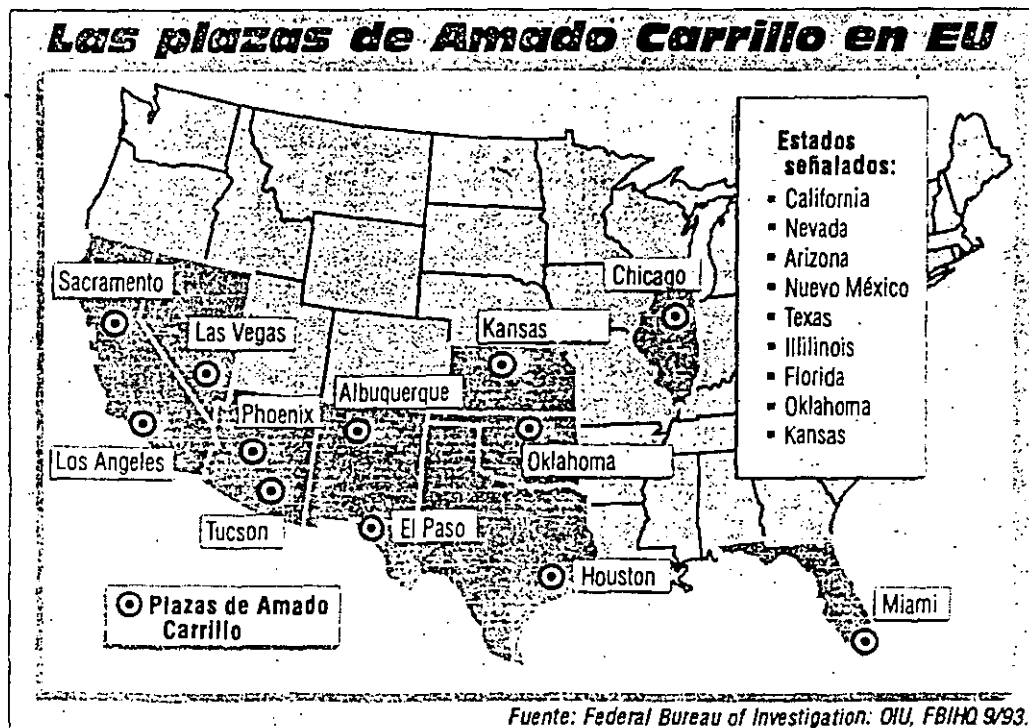 Las plazas de Amado Carrillo en EU
Estados
señalados:
▪ California
▪ Nevada
▪ Arizona
▪ Nuevo México
▪ Texas
▪ Illilinois
▪ Florida
▪ Oklahoma
▪ Kansas
Sacramento
Chicago
Las Vegas
Kansas
Albuquerque
Phoenix
Los Angeles
Oklahoma
Tucson
El Paso
Houston
Miami
Plazas de Amado
Carrillo
Fuente: Federal Bureau of Investigation: OIU, FBIHQ 9/93